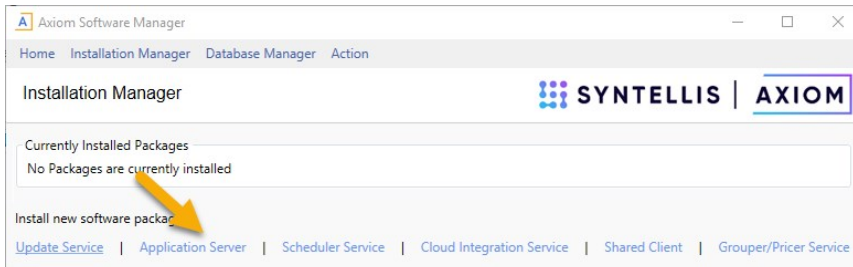 A Axiom Software Manager
Home Installation Manager Database Manager Action
Installation Manager
SYNTELLIS | AXIOM
Currently Installed Packages
No Packages are currently installed
Install new software
Update Service | Application Server | Scheduler Service | Cloud Integration Service | Shared Client | Grouper/Pricer Service